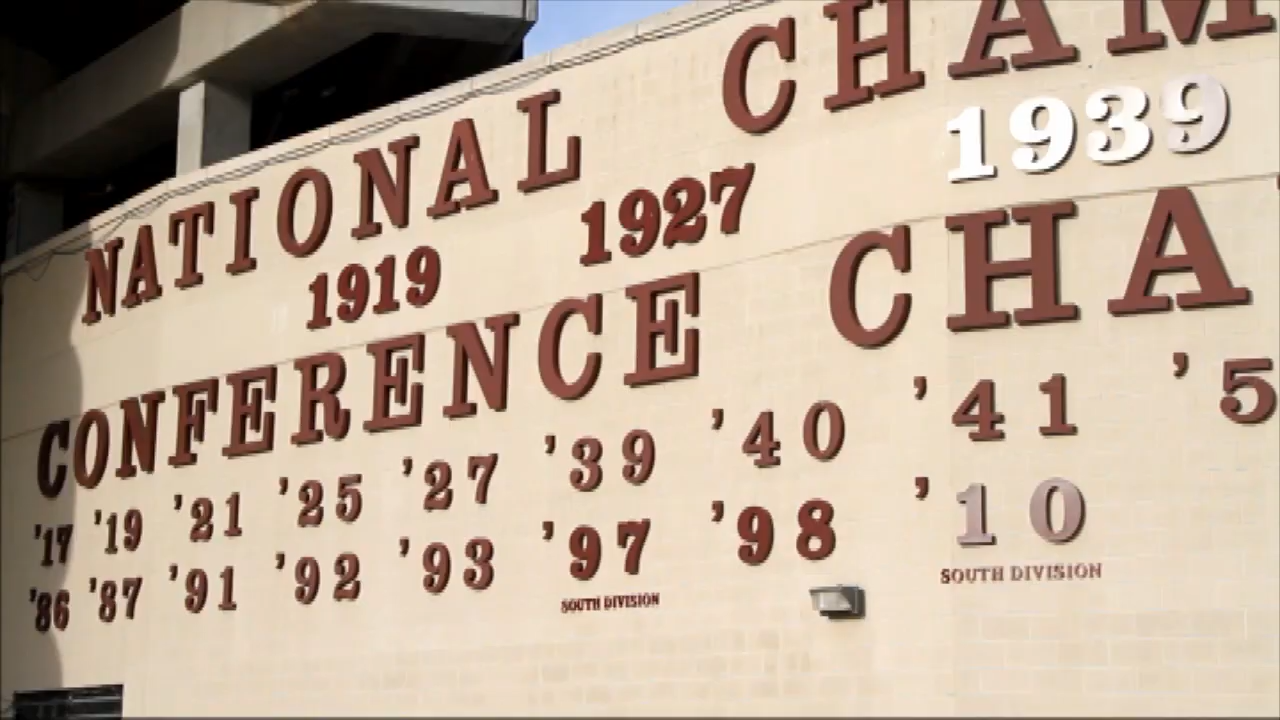 NATIONAL CHAM
1919 1927 1939
CONFERENCE CHA
'17 '19 '21 '25 '27 '39 '40 '41 '5
'86 '87 '91 '92 '93 '97 '98 '10
SOUTH DIVISION SOUTH DIVISION